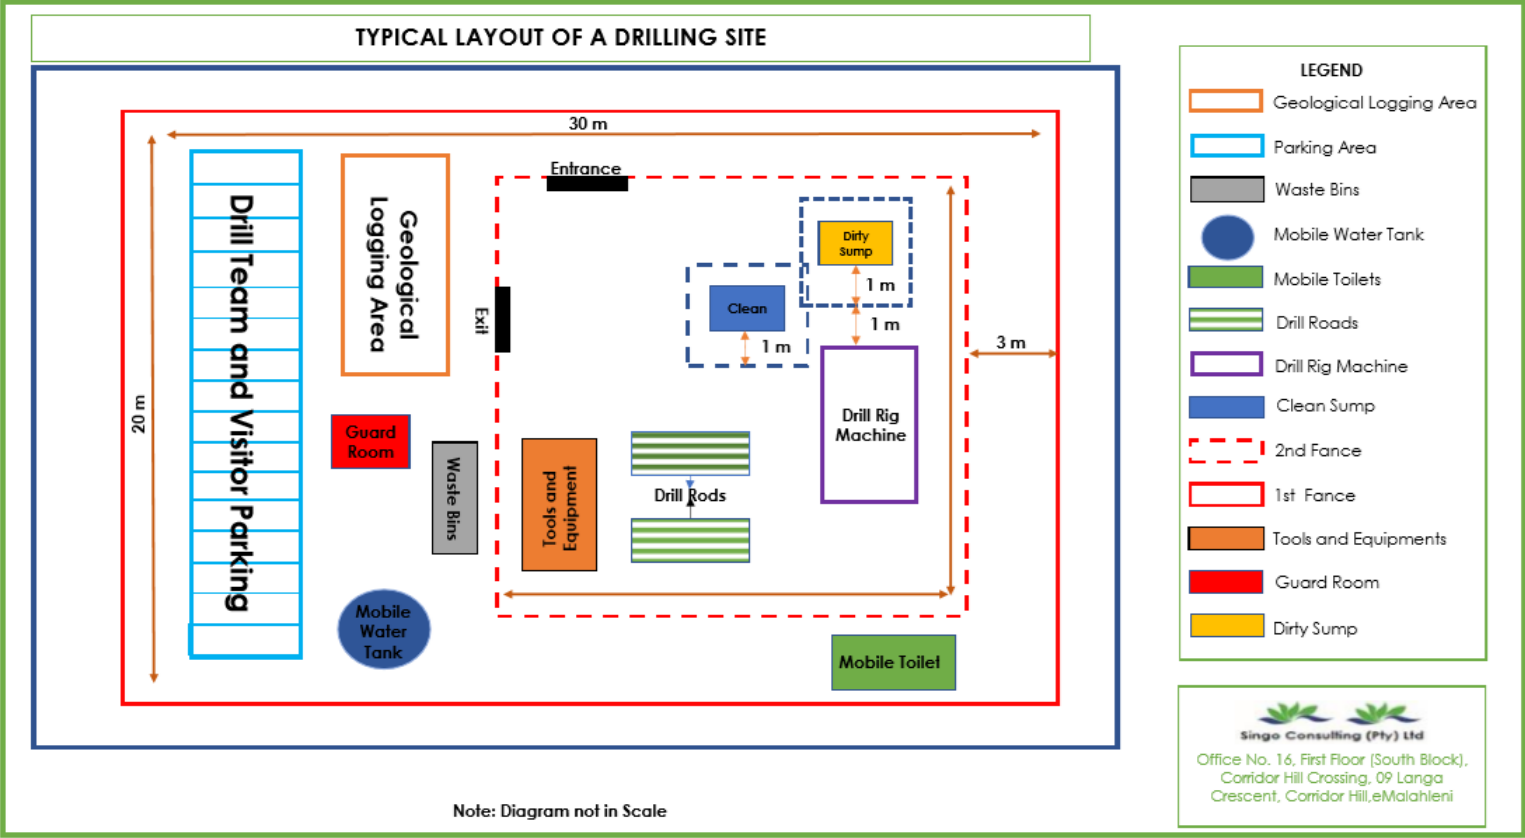 TYPICAL LAYOUT OF A DRILLING SITE
30 m
20 m
Drill Team and Visitor Parking
Geological
Logging Area
Entrance
Exit
Dirty
Sump
1 m
1 m
Clean
1 m
3 m
Drill Rig
Machine
Guard
Room
Waste Bins
Tools and
Equipment
Drill Rods
Mobile
Water
Tank
Mobile Toilet
Note: Diagram not in Scale
LEGEND
Geological Logging Area
Parking Area
Waste Bins
Mobile Water Tank
Mobile Toilets
Drill Roads
Drill Rig Machine
Clean Sump
2nd Fance
1st Fance
Tools and Equipments
Guard Room
Dirty Sump
Singo Consulting (Pty) Ltd
Office No. 16, First Floor (South Block),
Corridor Hill Crossing, 09 Langa
Crescent, Corridor Hill,eMalahleni